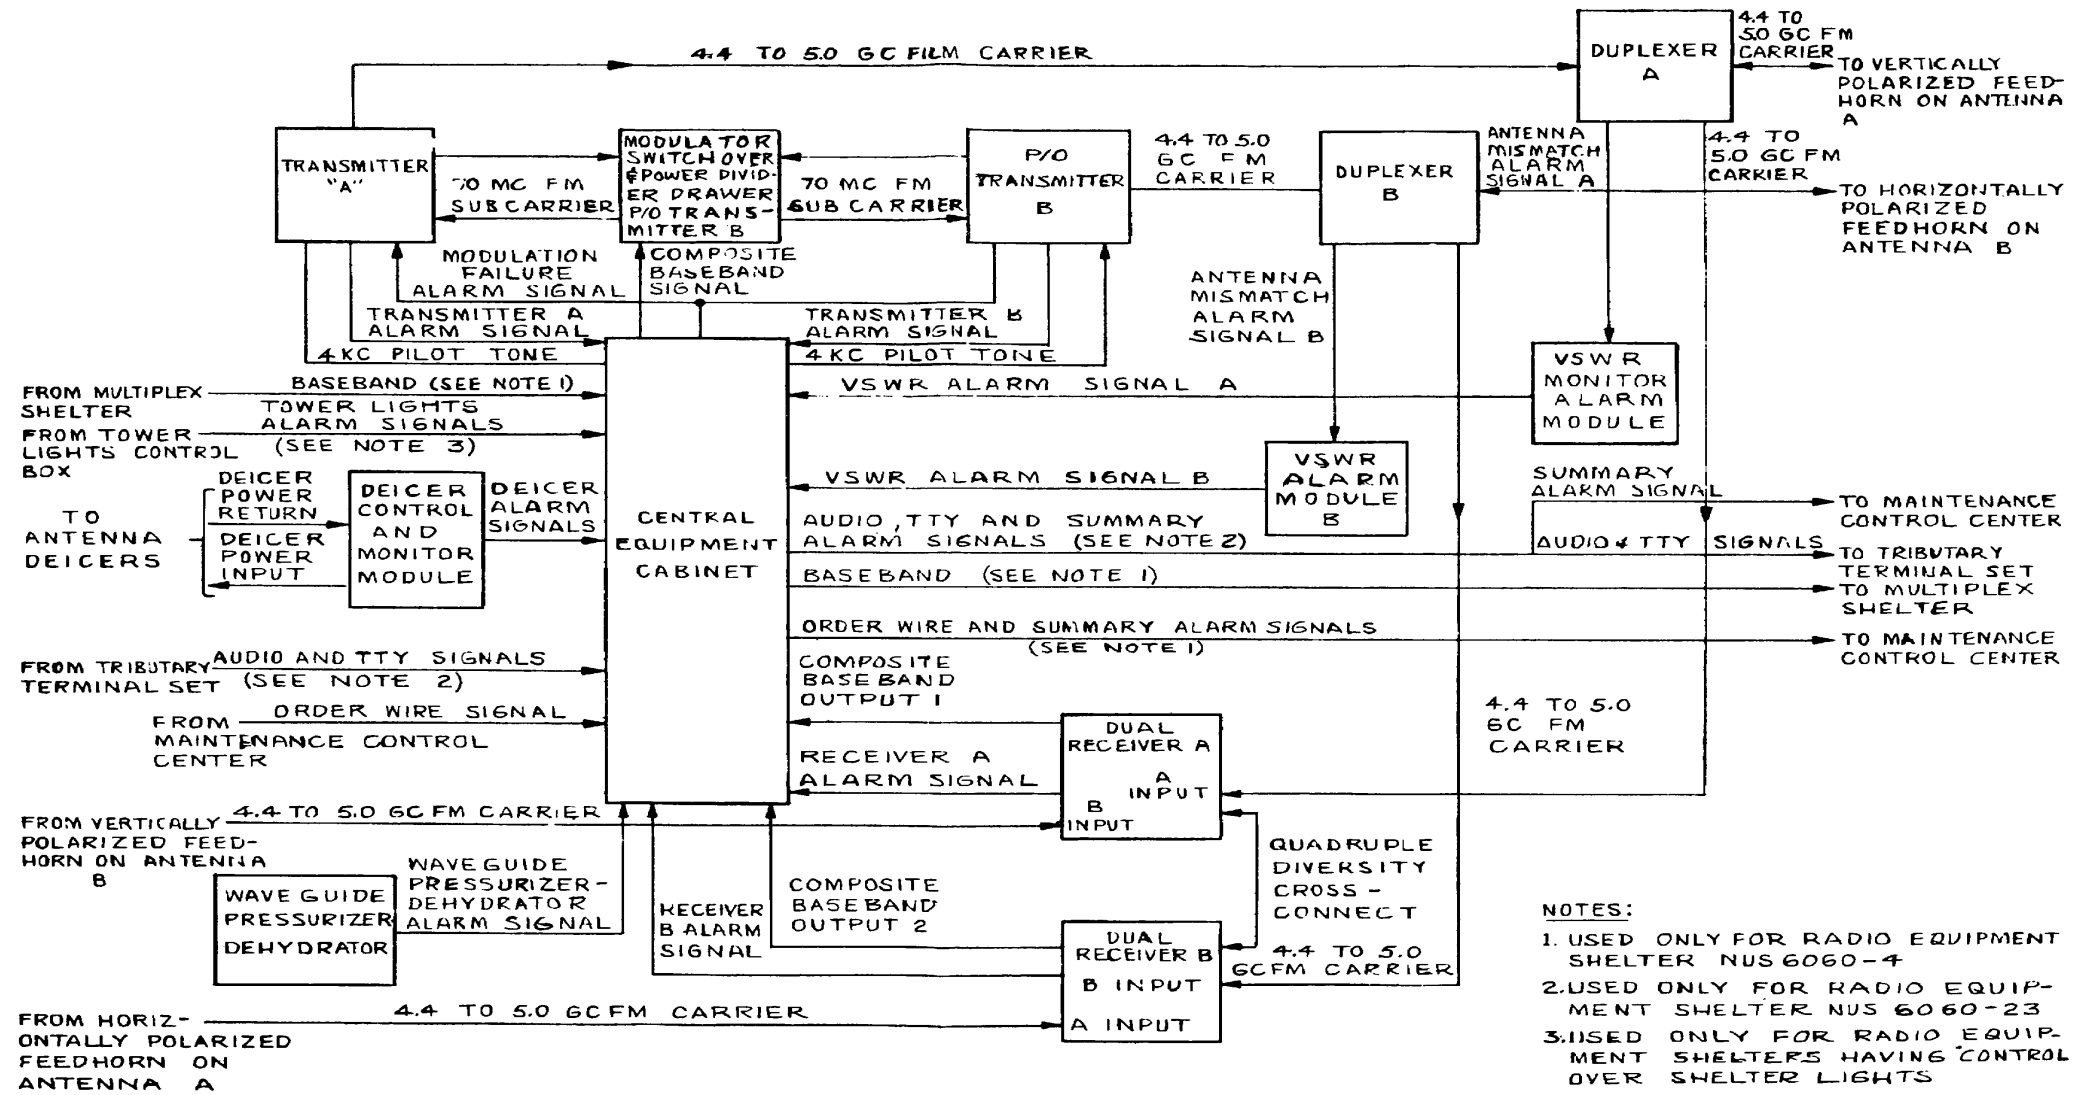 4.4 TO 5.0 GC FILM CARRIER
DUPLEXER
A
4.4 TO
5.0 GC FM
CARRIER
TO VERTICALLY
POLARIZED FEED-
HORN ON ANTENNA
A
TRANSMITTER
"A"
70 MC FM
SUBCARRIER
MODULATOR
SWITCHOVER
& POWER DIVID-
ER DRAWER
P/O TRANS-
MITTER B
70 MC FM
SUB CARRIER
P/O
TRANSMITTER
B
4.4 TO 5.0
GC FM
CARRIER
DUPLEXER
B
ANTENNA
MISMATCH
ALARM
SIGNAL A
4.4 TO
5.0 GC FM
CARRIER
TO HORIZONTALLY
POLARIZED
FEEDHORN ON
ANTENNA B
MODULATION
FAILURE
ALARM SIGNAL
COMPOSITE
BASEBAND
SIGNAL
TRANSMITTER A
ALARM SIGNAL
4 KC PILOT TONE
TRANSMITTER B
ALARM SIGNAL
4 KC PILOT TONE
ANTENNA
MISMATCH
ALARM
SIGNAL B
VSWR
MONITOR
ALARM
MODULE
FROM MULTIPLEX
SHELTER
BASEBAND (SEE NOTE 1)
VSWR ALARM SIGNAL A
FROM TOWER
LIGHTS CONTROL
BOX
TOWER LIGHTS
ALARM SIGNALS
(SEE NOTE 3)
VSWR
ALARM
MODULE
B
VSWR ALARM SIGNAL B
TO
ANTENNA
DEICERS
DEICER
POWER
RETURN
DEICER
POWER
INPUT
DEICER
CONTROL
AND
MONITOR
MODULE
DEICER
ALARM
SIGNALS
CENTRAL
EQUIPMENT
CABINET
AUDIO, TTY AND SUMMARY
ALARM SIGNALS (SEE NOTE 2)
SUMMARY
ALARM SIGNAL
TO MAINTENANCE
CONTROL CENTER
AUDIO & TTY SIGNALS
TO TRIBUTARY
TERMINAL SET
BASEBAND (SEE NOTE 1)
TO MULTIPLEX
SHELTER
ORDER WIRE AND SUMMARY ALARM SIGNALS
(SEE NOTE 1)
TO MAINTENANCE
CONTROL CENTER
FROM TRIBUTARY
TERMINAL SET
AUDIO AND TTY SIGNALS
(SEE NOTE 2)
FROM
MAINTENANCE CONTROL
CENTER
ORDER WIRE SIGNAL
COMPOSITE
BASEBAND
OUTPUT 1
RECEIVER A
ALARM SIGNAL
DUAL
RECEIVER A
A
INPUT
B
INPUT
4.4 TO 5.0
GC FM
CARRIER
FROM VERTICALLY
POLARIZED FEED-
HORN ON ANTENNA
B
4.4 TO 5.0 GC FM CARRIER
QUADRUPLE
DIVERSITY
CROSS-
CONNECT
WAVE GUIDE
PRESSURIZER
DEHYDRATOR
WAVE GUIDE
PRESSURIZER-
DEHYDRATOR
ALARM SIGNAL
RECEIVER
B ALARM
SIGNAL
COMPOSITE
BASEBAND
OUTPUT 2
DUAL
RECEIVER B
B INPUT
A INPUT
4.4 TO 5.0
GC FM CARRIER
FROM HORIZ-
ONTALLY POLARIZED
FEEDHORN ON
ANTENNA A
4.4 TO 5.0 GC FM CARRIER
NOTES:
1. USED ONLY FOR RADIO EQUIPMENT
SHELTER NUS 6060-4
2. USED ONLY FOR RADIO EQUIP-
MENT SHELTER NUS 6060-23
3. USED ONLY FOR RADIO EQUIP-
MENT SHELTERS HAVING CONTROL
OVER SHELTER LIGHTS